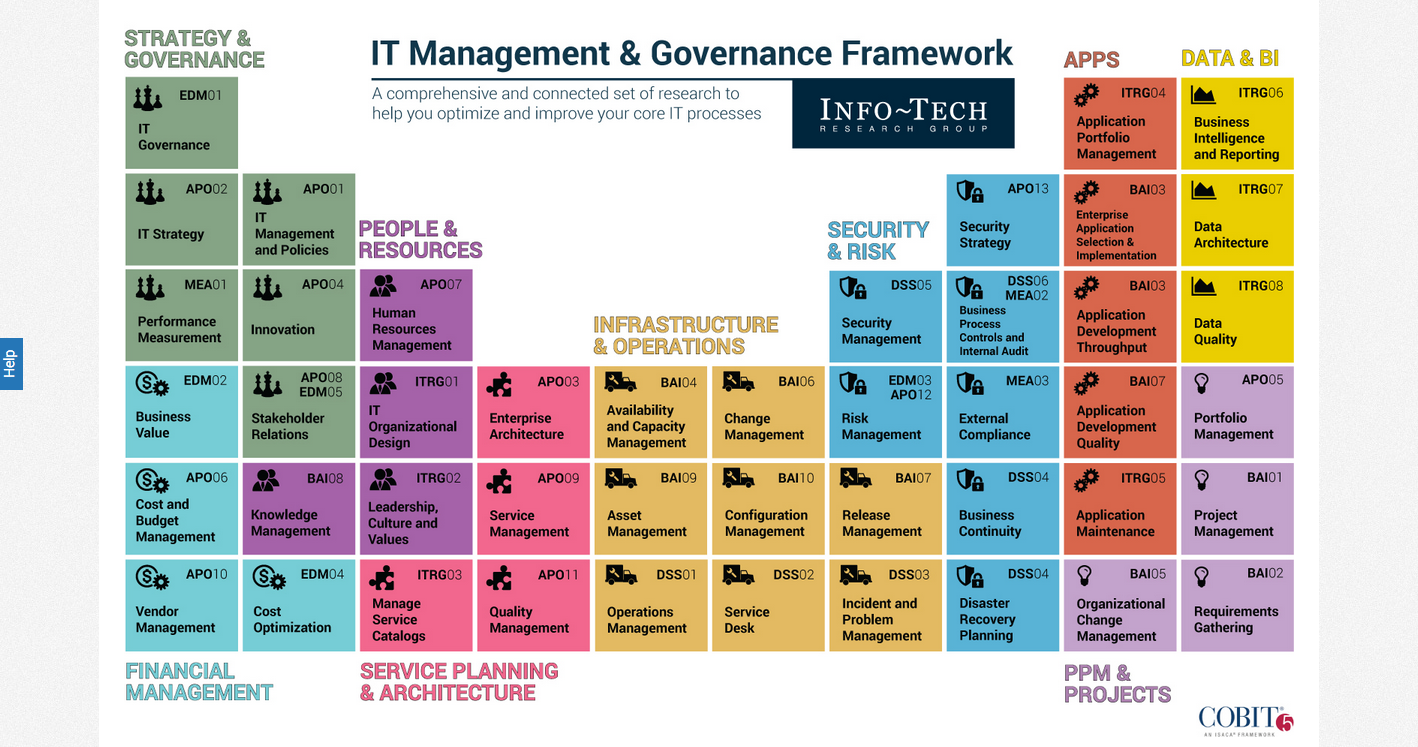 STRATEGY &
GOVERNANCE
IT Management & Governance Framework
A comprehensive and connected set of research to
help you optimize and improve your core IT processes
INFO~TECH
RESEARCH GROUP
APPS
DATA & BI
EDM01
IT
Governance
ITRG04
Application
Portfolio
Management
ITRG06
Business
Intelligence
and Reporting
APO02
IT Strategy
APO01
IT
Management
and Policies
PEOPLE &
RESOURCES
SECURITY
& RISK
APO13
Security
Strategy
BAI03
Enterprise
Application
Selection &
Implementation
ITRG07
Data
Architecture
MEA01
Performance
Measurement
APO04
Innovation
APO07
Human
Resources
Management
INFRASTRUCTURE
& OPERATIONS
DSS05
Security
Management
DSS06
MEA02
Business
Process
Controls and
Internal Audit
BAI03
Application
Development
Throughput
ITRG08
Data
Quality
Help
EDM02
Business
Value
APO08
EDM05
Stakeholder
Relations
ITRG01
IT
Organizational
Design
APO03
Enterprise
Architecture
BAI04
Availability
and Capacity
Management
BAI06
Change
Management
EDM03
APO12
Risk
Management
MEA03
External
Compliance
BAI07
Application
Development
Quality
APO05
Portfolio
Management
APO06
Cost and
Budget
Management
BAI08
Knowledge
Management
ITRG02
Leadership,
Culture and
Values
APO09
Service
Management
BAI09
Asset
Management
BAI10
Configuration
Management
BAI07
Release
Management
DSS04
Business
Continuity
ITRG05
Application
Maintenance
BAI01
Project
Management
APO10
Vendor
Management
EDM04
Cost
Optimization
ITRG03
Manage
Service
Catalogs
APO11
Quality
Management
DSS01
Operations
Management
DSS02
Service
Desk
DSS03
Incident and
Problem
Management
DSS04
Disaster
Recovery
Planning
BAI05
Organizational
Change
Management
BAI02
Requirements
Gathering
FINANCIAL
MANAGEMENT
SERVICE PLANNING
& ARCHITECTURE
PPM &
PROJECTS
COBIT® 5
AN ISACA® FRAMEWORK